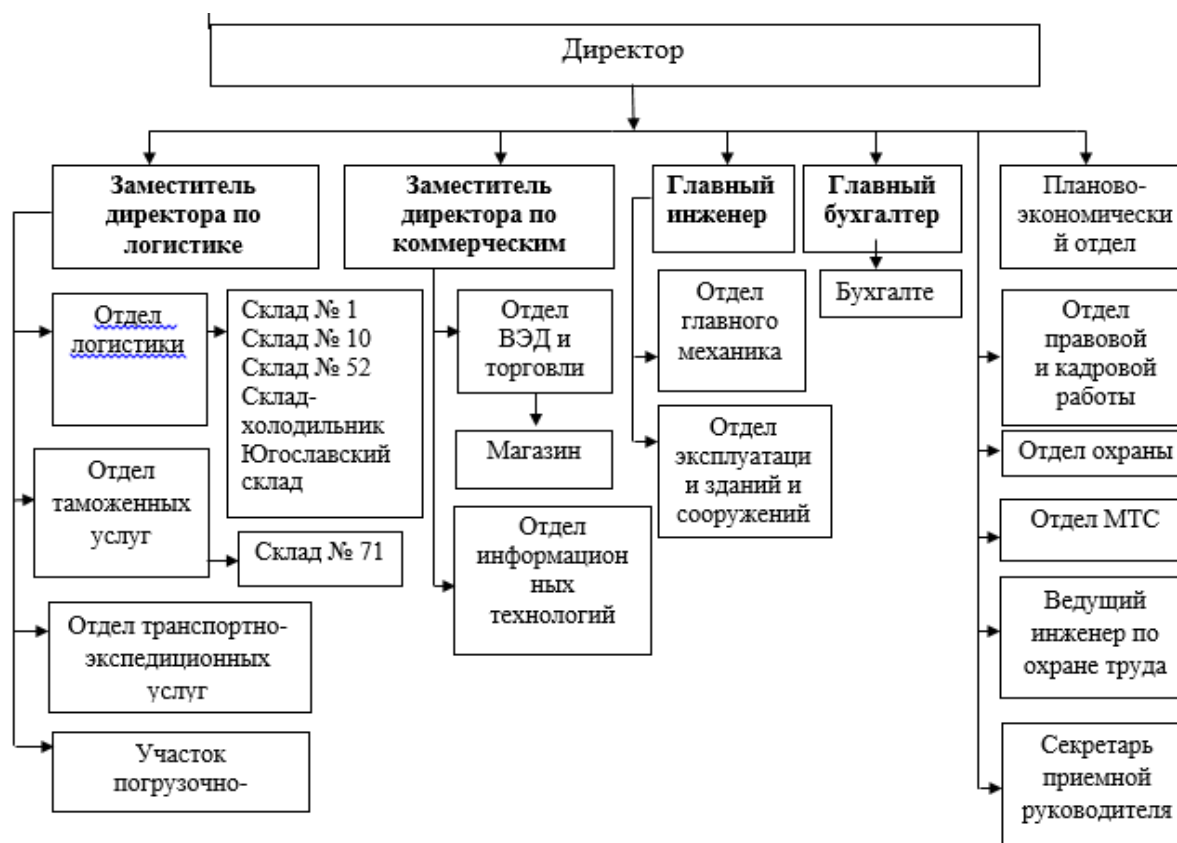 Директор
Заместитель
директора по
логистике
Заместитель
директора по
коммерческим
Главный
инженер
Главный
бухгалтер
Планово-
экономически
й отдел
Отдел
логистики
Склад № 1
Склад № 10
Склад № 52
Склад-
холодильник
Югославский
склад
Отдел
ВЭД и
торговли
Отдел
главного
механика
Бухгалте
Отдел
правовой
и кадровой
работы
Отдел
таможенных
услуг
Магазин
Отдел
эксплуатаци
и зданий и
сооружений
Отдел охраны
Склад № 71
Отдел
информацион
ных
технологий
Отдел МТС
Отдел транспортно-
экспедиционных
услуг
Ведущий
инженер по
охране труда
Участок
погрузочно-
Секретарь
приемной
руководителя